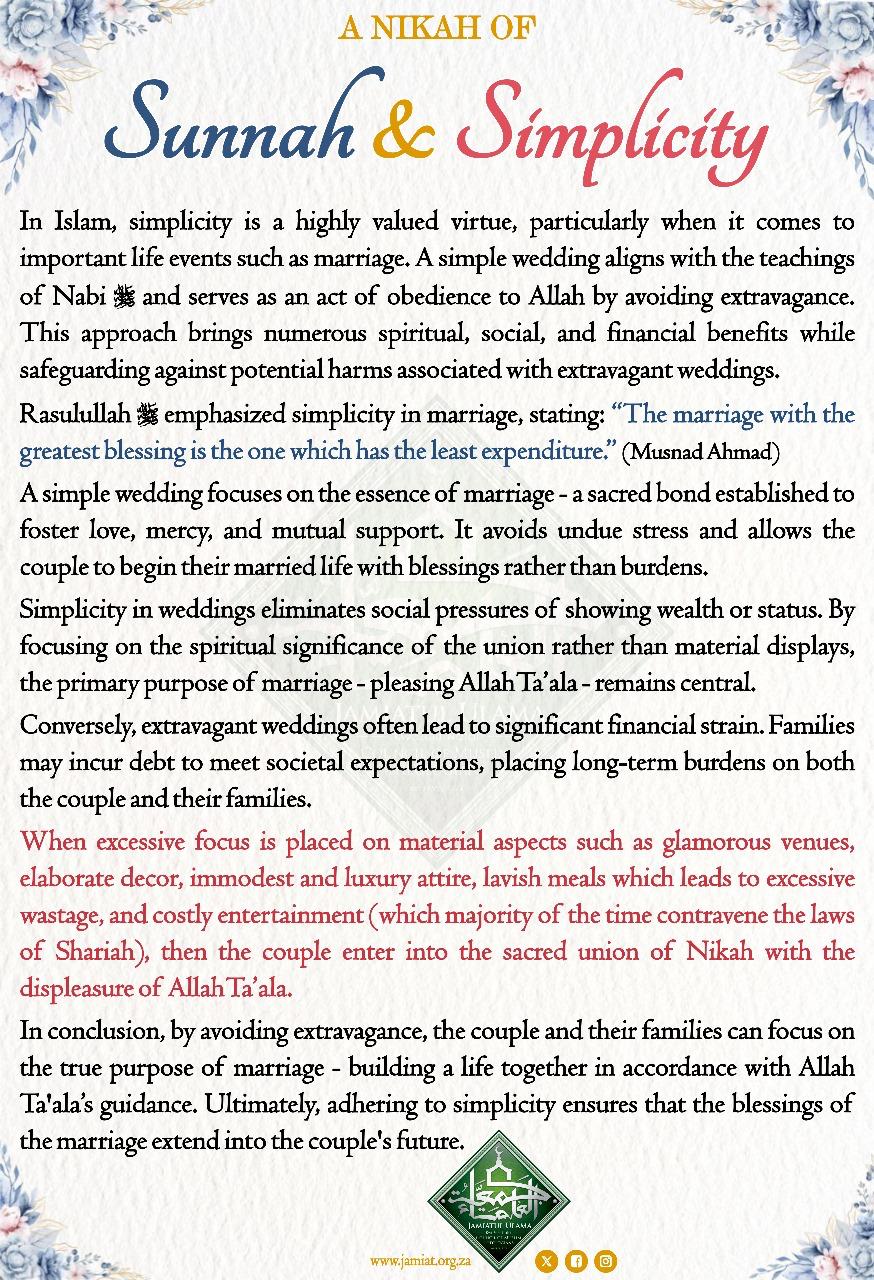 A NIKAH OF
Sunnah & Simplicity
In Islam, simplicity is a highly valued virtue, particularly when it comes to
important life events such as marriage. A simple wedding aligns with the teachings
of Nabi ﷺ and serves as an act of obedience to Allah by avoiding extravagance.
This approach brings numerous spiritual, social, and financial benefits while
safeguarding against potential harms associated with extravagant weddings.
Rasulullah ﷺ emphasized simplicity in marriage, stating: “The marriage with the
greatest blessing is the one which has the least expenditure.” (Musnad Ahmad)
A simple wedding focuses on the essence of marriage - a sacred bond established to
foster love, mercy, and mutual support. It avoids undue stress and allows the
couple to begin their married life with blessings rather than burdens.
Simplicity in weddings eliminates social pressures of showing wealth or status. By
focusing on the spiritual significance of the union rather than material displays,
the primary purpose of marriage - pleasing Allah Ta’ala - remains central.
Conversely, extravagant weddings often lead to significant financial strain. Families
may incur debt to meet societal expectations, placing long-term burdens on both
the couple and their families.
When excessive focus is placed on material aspects such as glamorous venues,
elaborate decor, immodest and luxury attire, lavish meals which leads to excessive
wastage, and costly entertainment (which majority of the time contravene the laws
of Shariah), then the couple enter into the sacred union of Nikah with the
displeasure of Allah Ta’ala.
In conclusion, by avoiding extravagance, the couple and their families can focus on
the true purpose of marriage - building a life together in accordance with Allah
Ta'ala’s guidance. Ultimately, adhering to simplicity ensures that the blessings of
the marriage extend into the couple's future.
JAMIATUL ULAMA
www.jamiat.org.za